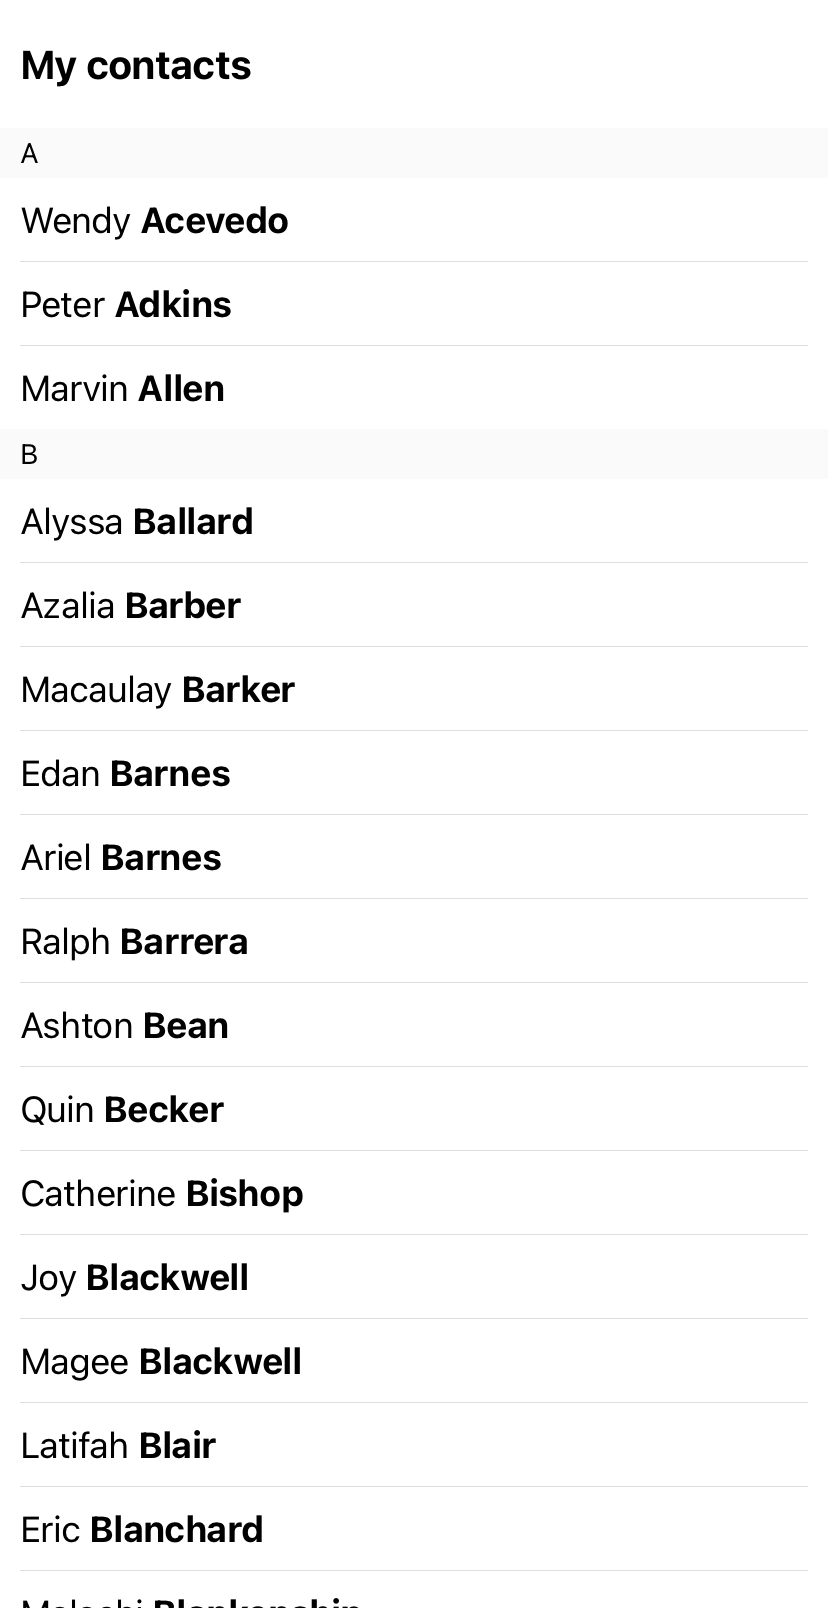 My contacts
A
Wendy Acevedo
Peter Adkins
Marvin Allen
B
Alyssa Ballard
Azalia Barber
Macaulay Barker
Edan Barnes
Ariel Barnes
Ralph Barrera
Ashton Bean
Quin Becker
Catherine Bishop
Joy Blackwell
Magee Blackwell
Latifah Blair
Eric Blanchard